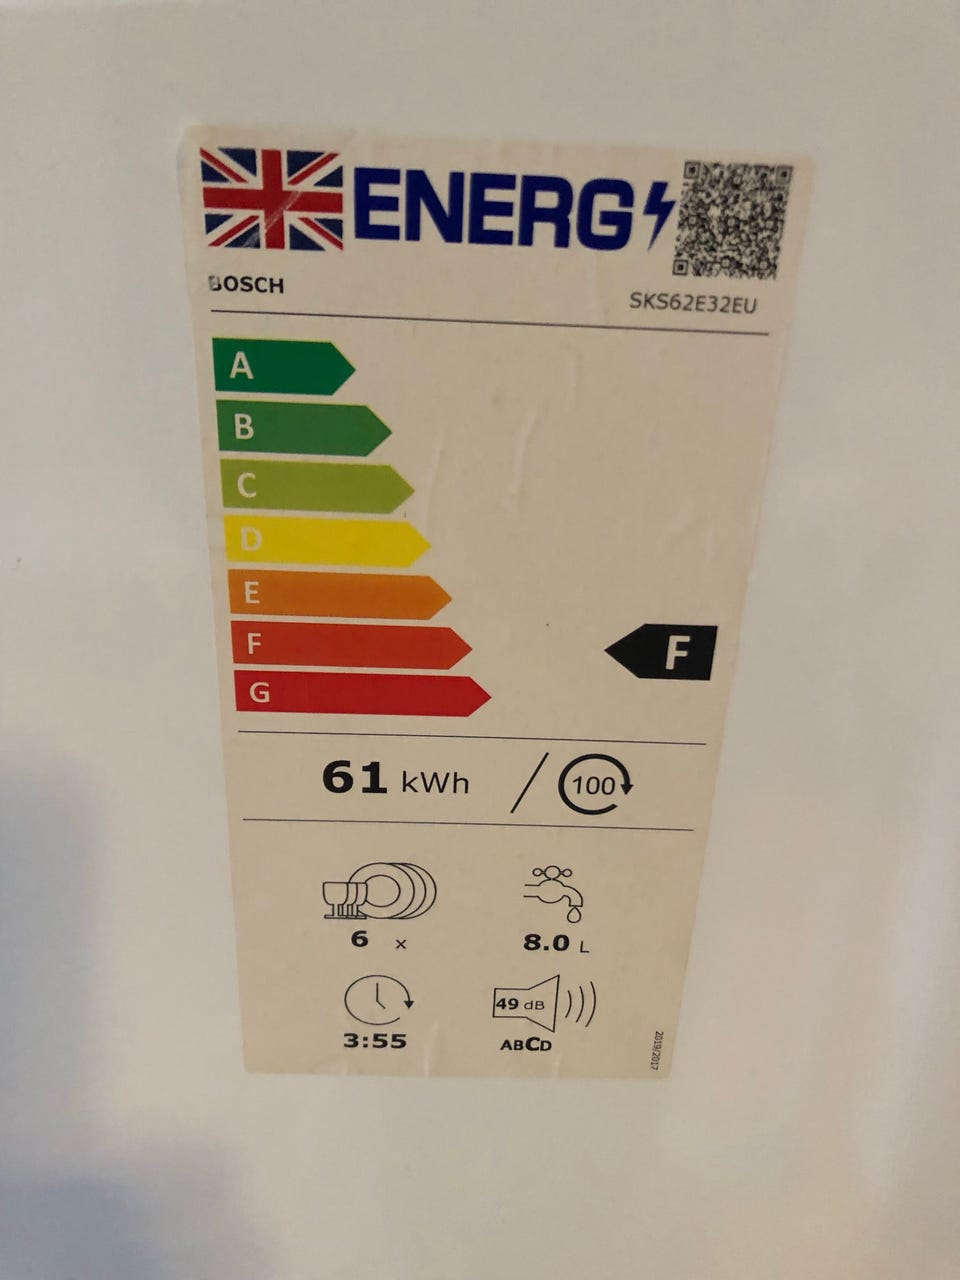 ENERG
BOSCH
SKS62E32EU
A
B
C
D
E
F
F
G
61 kWh / 100
6 x
8.0 L
49 dB
3:55
ABCD
2019/2017